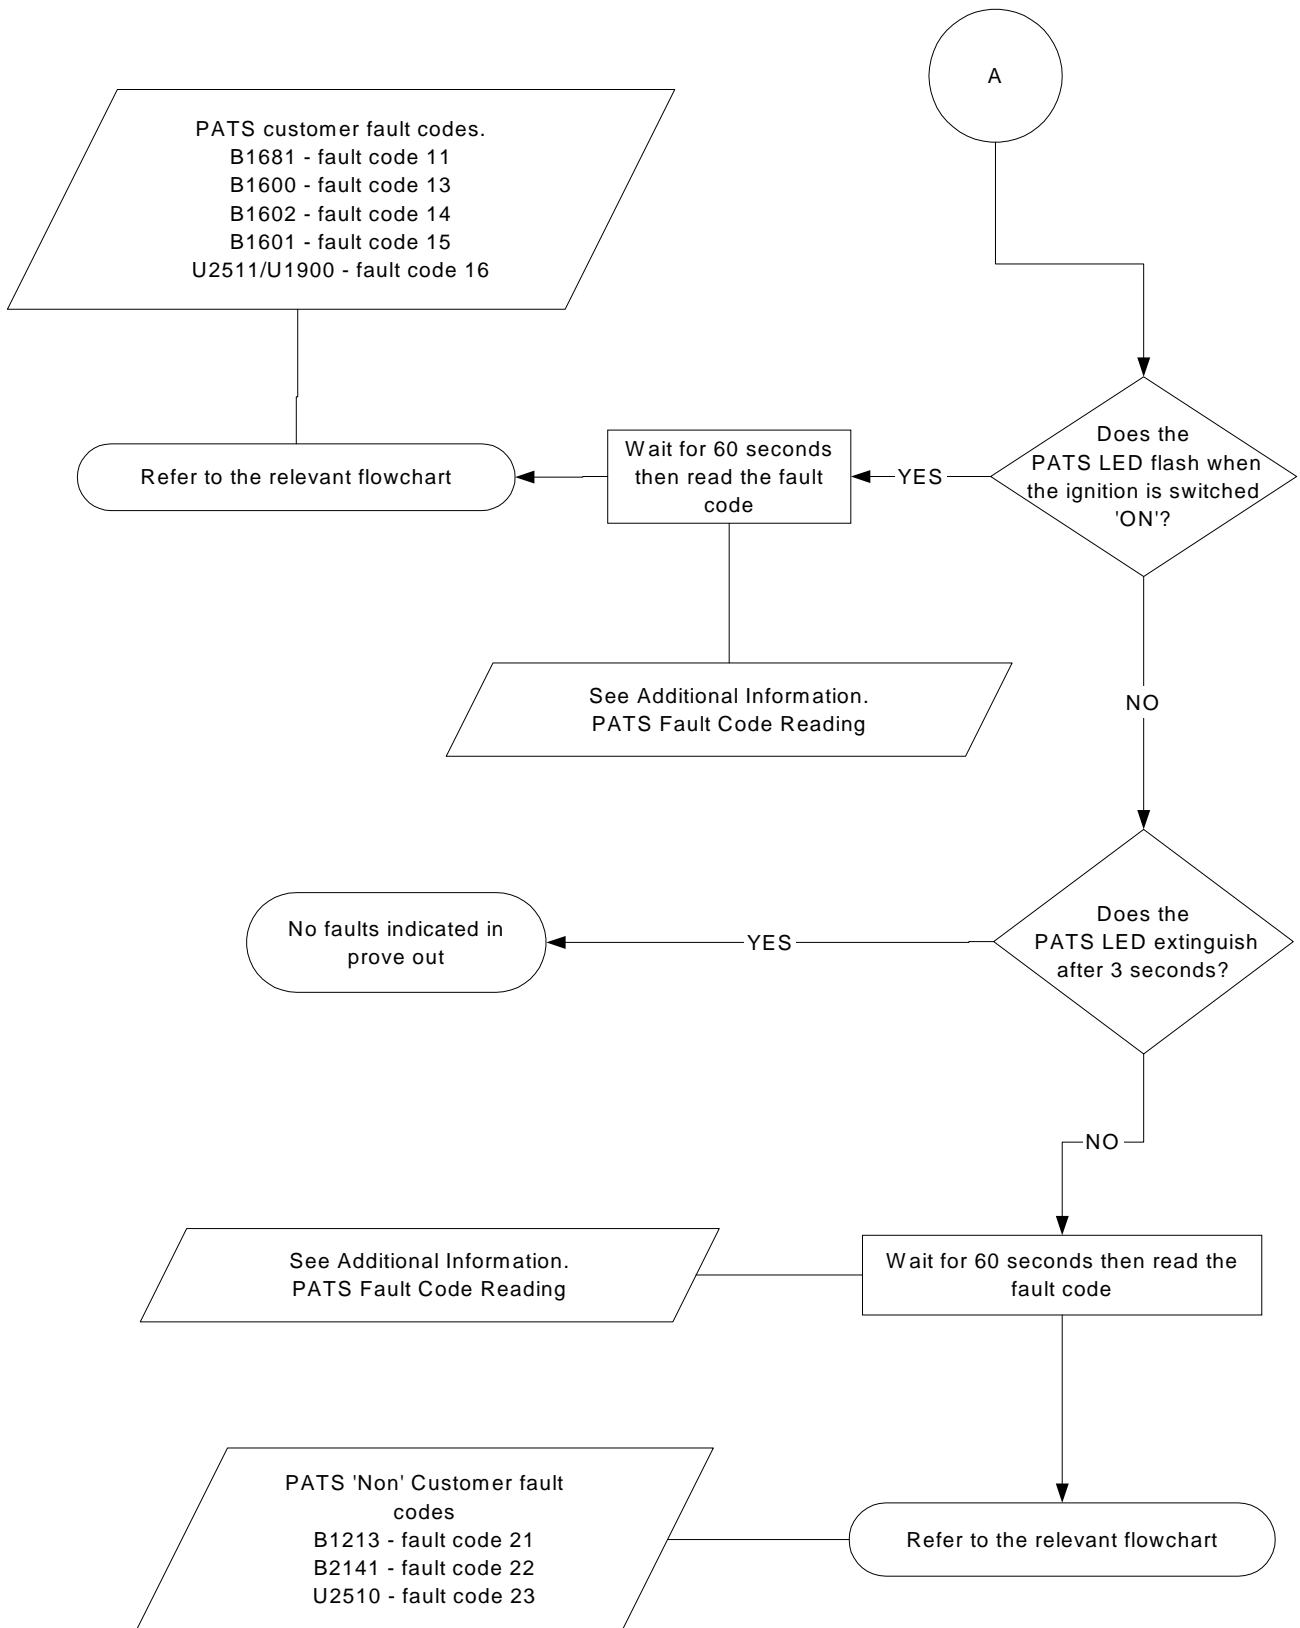 A
PATS customer fault codes.
B1681 - fault code 11
B1600 - fault code 13
B1602 - fault code 14
B1601 - fault code 15
U2511/U1900 - fault code 16
Does the
PATS LED flash when
the ignition is switched
'ON'?
YES
Wait for 60 seconds
then read the fault
code
Refer to the relevant flowchart
See Additional Information.
PATS Fault Code Reading
NO
Does the
PATS LED extinguish
after 3 seconds?
YES
No faults indicated in
prove out
NO
Wait for 60 seconds then read the
fault code
See Additional Information.
PATS Fault Code Reading
PATS 'Non' Customer fault
codes
B1213 - fault code 21
B2141 - fault code 22
U2510 - fault code 23
Refer to the relevant flowchart